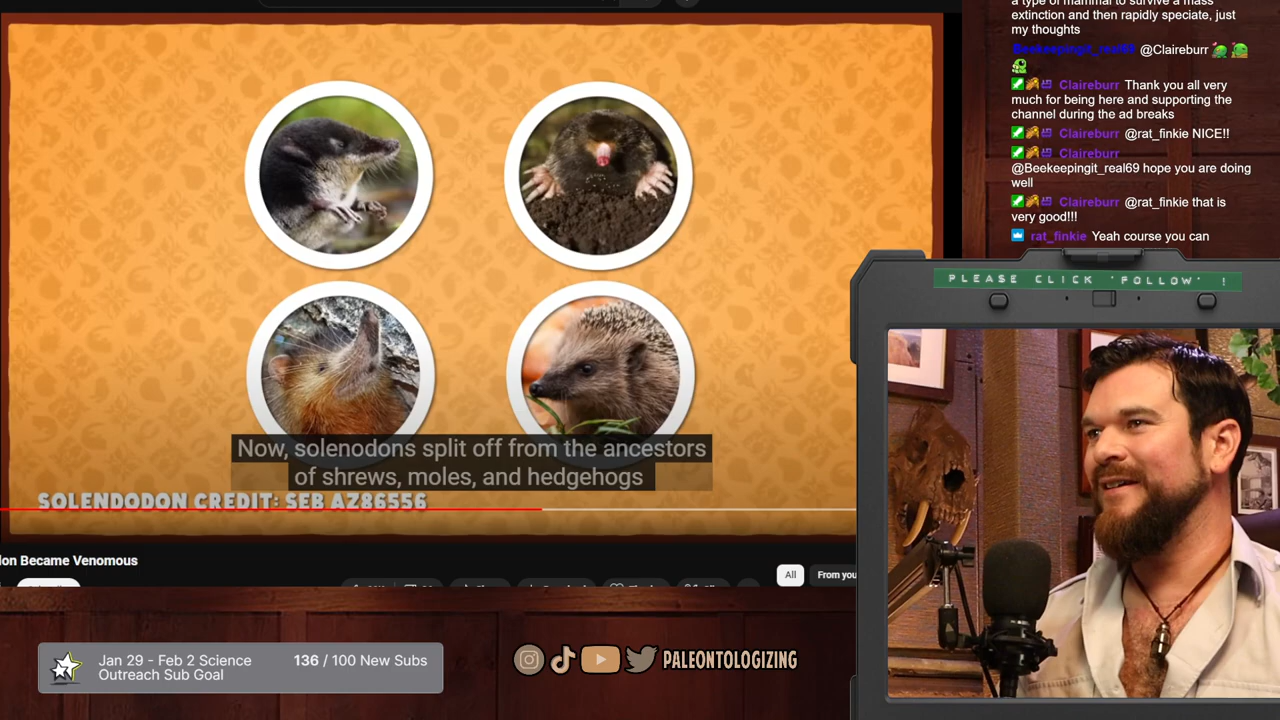 a type of mammal to survive a mass
extinction and then rapidly speciate, just
my thoughts
Beekeepingit_real69 @Claireburr
Claireburr Thank you all very
much for being here and supporting the
channel during the ad breaks
Claireburr @rat_finkie NICE!!
Claireburr
@Beekeepingit_real69 hope you are doing
well
Claireburr @rat_finkie that is
very good!!!
rat_finkie Yeah course you can
PLEASE CLICK "FOLLOW" !
Now, solenodons split off from the ancestors
of shrews, moles, and hedgehogs
SOLENDODON CREDIT: SEB AZ86556
on Became Venomous
All
From you
Jan 29 - Feb 2 Science
Outreach Sub Goal
136 / 100 New Subs
PALEONTOLOGIZING